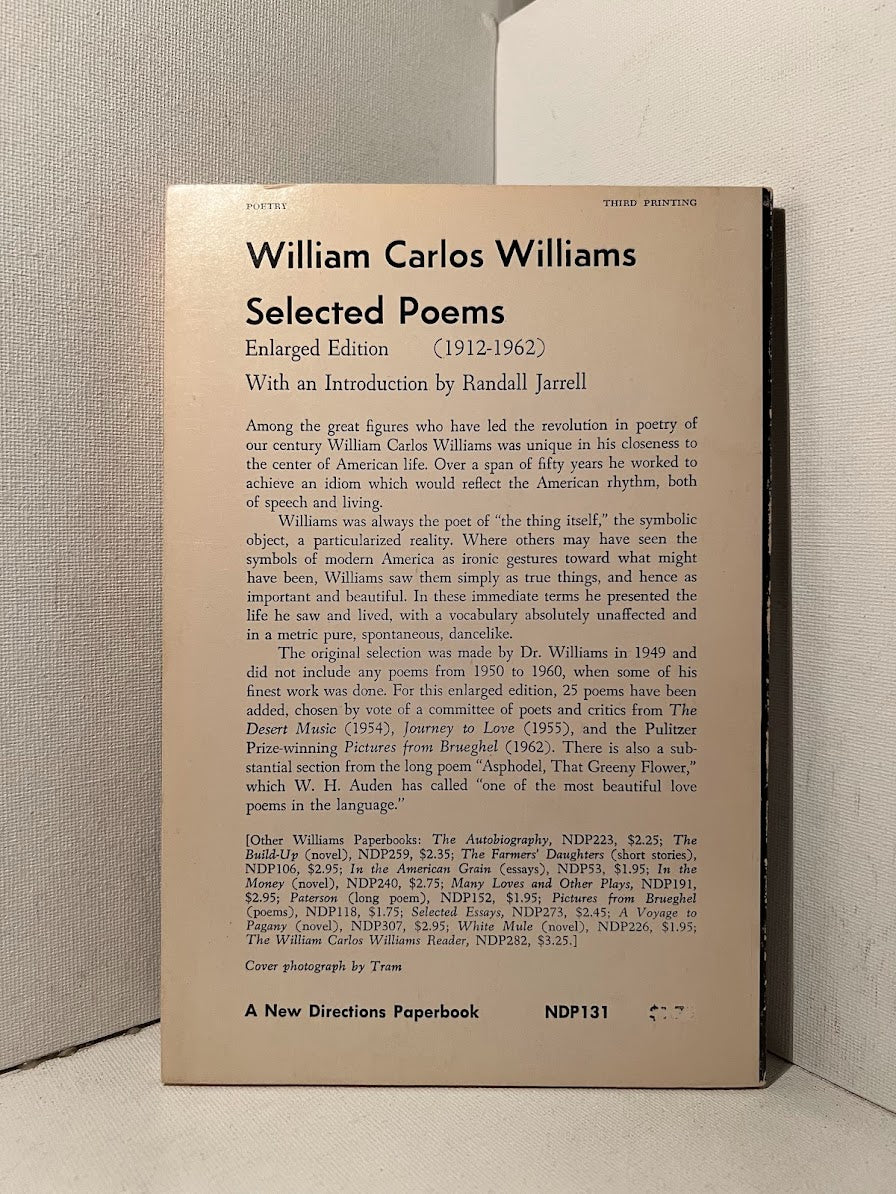 POETRY THIRD PRINTING
William Carlos Williams
Selected Poems
Enlarged Edition (1912-1962)
With an Introduction by Randall Jarrell
Among the great figures who have led the revolution in poetry of
our century William Carlos Williams was unique in his closeness to
the center of American life. Over a span of fifty years he worked to
achieve an idiom which would reflect the American rhythm, both
of speech and living.
Williams was always the poet of “the thing itself,” the symbolic
object, a particularized reality. Where others may have seen the
symbols of modern America as ironic gestures toward what might
have been, Williams saw them simply as true things, and hence as
important and beautiful. In these immediate terms he presented the
life he saw and lived, with a vocabulary absolutely unaffected and
in a metric pure, spontaneous, dancelike.
The original selection was made by Dr. Williams in 1949 and
did not include any poems from 1950 to 1960, when some of his
finest work was done. For this enlarged edition, 25 poems have been
added, chosen by vote of a committee of poets and critics from The
Desert Music (1954), Journey to Love (1955), and the Pulitzer
Prize-winning Pictures from Brueghel (1962). There is also a sub-
stantial section from the long poem “Asphodel, That Greeny Flower,”
which W. H. Auden has called “one of the most beautiful love
poems in the language.”
[Other Williams Paperbooks: The Autobiography, NDP223, $2.25; The
Build-Up (novel), NDP259, $2.35; The Farmers' Daughters (short stories),
NDP106, $2.95; In the American Grain (essays), NDP53, $1.95; In the
Money (novel), NDP240, $2.75; Many Loves and Other Plays, NDP191,
$2.95; Paterson (long poem), NDP152, $1.95; Pictures from Brueghel
(poems), NDP118, $1.75; Selected Essays, NDP273, $2.45; A Voyage to
Pagany (novel), NDP307, $2.95; White Mule (novel), NDP226, $1.95;
The William Carlos Williams Reader, NDP282, $3.25.]
Cover photograph by Tram
A New Directions Paperbook NDP131